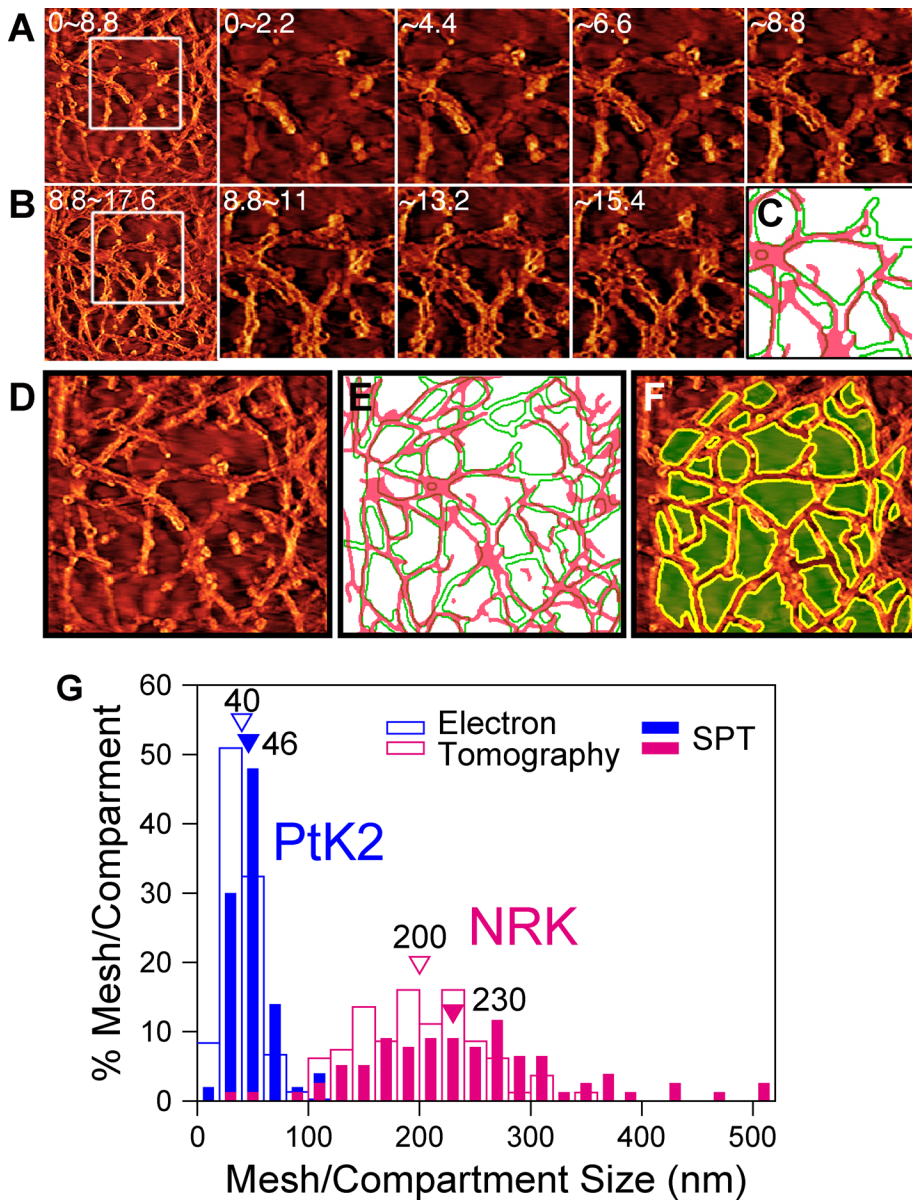 A 0~8.8 0~2.2 ~4.4 ~6.6 ~8.8
B 8.8~17.6 8.8~11 ~13.2 ~15.4 C
D E F
G
60
50
40
30
20
10
0
% Mesh/Comparment
40
46
PtK2
200
NRK
230
Electron
Tomography
SPT
0 100 200 300 400 500
Mesh/Compartment Size (nm)